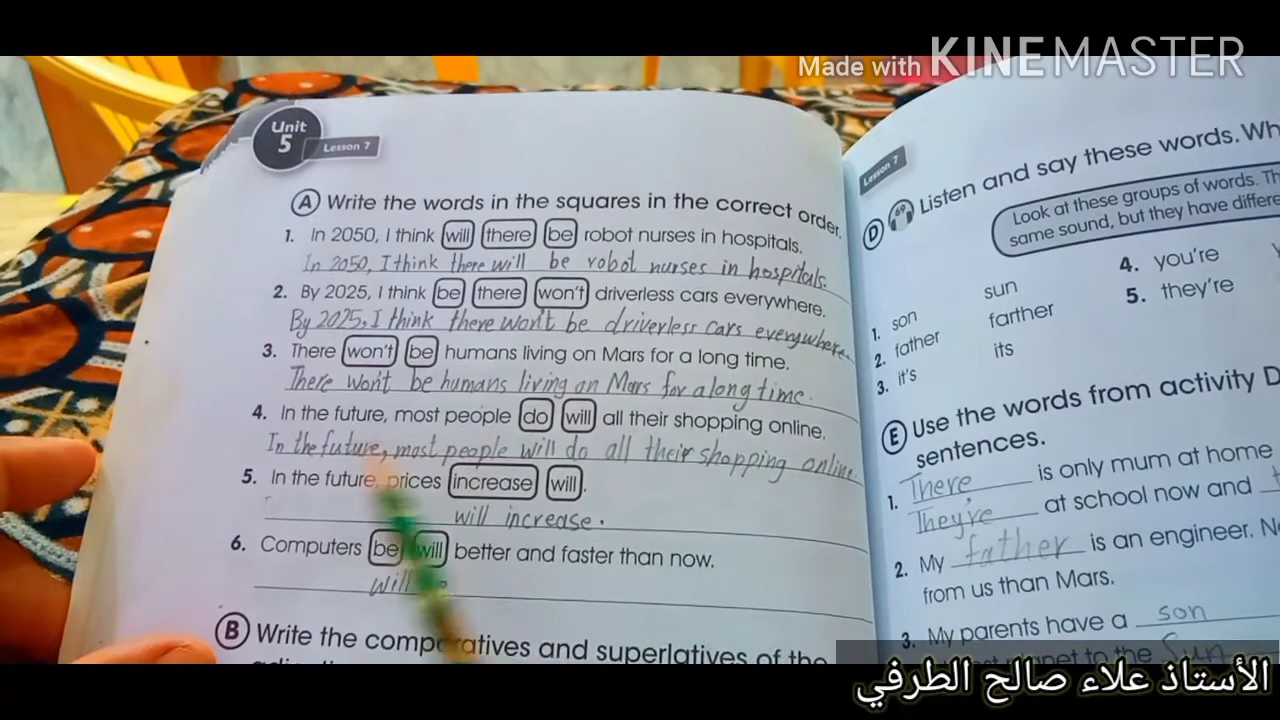 Made with KINEMASTER
Unit
5
Lesson 7
A Write the words in the squares in the correct order.
1. In 2050, I think will there be robot nurses in hospitals.
In 2050, I think there will be robot nurses in hospitals.
2. By 2025, I think be there won't driverless cars everywhere.
By 2025, I think there won't be driverless cars everywhere.
3. There won't be humans living on Mars for a long time.
There won't be humans living on Mars for a long time.
4. In the future, most people do will all their shopping online.
In the future, most people will do all their shopping online.
5. In the future, prices increase will.
will increase.
6. Computers be will better and faster than now.
will
B Write the comparatives and superlatives of the
Lesson 7
D 69 Listen and say these words.
Look at these groups of words.
same sound, but they have
1. son sun
2. father farther
3. it's its
4. you're
5. they're
E Use the words from activity D
sentences.
1. There is only mum at home
They're at school now and
2. My father is an engineer.
from us than Mars.
3. My parents have a son
to the Sun
الأستاذ علاء صالح الطرفي